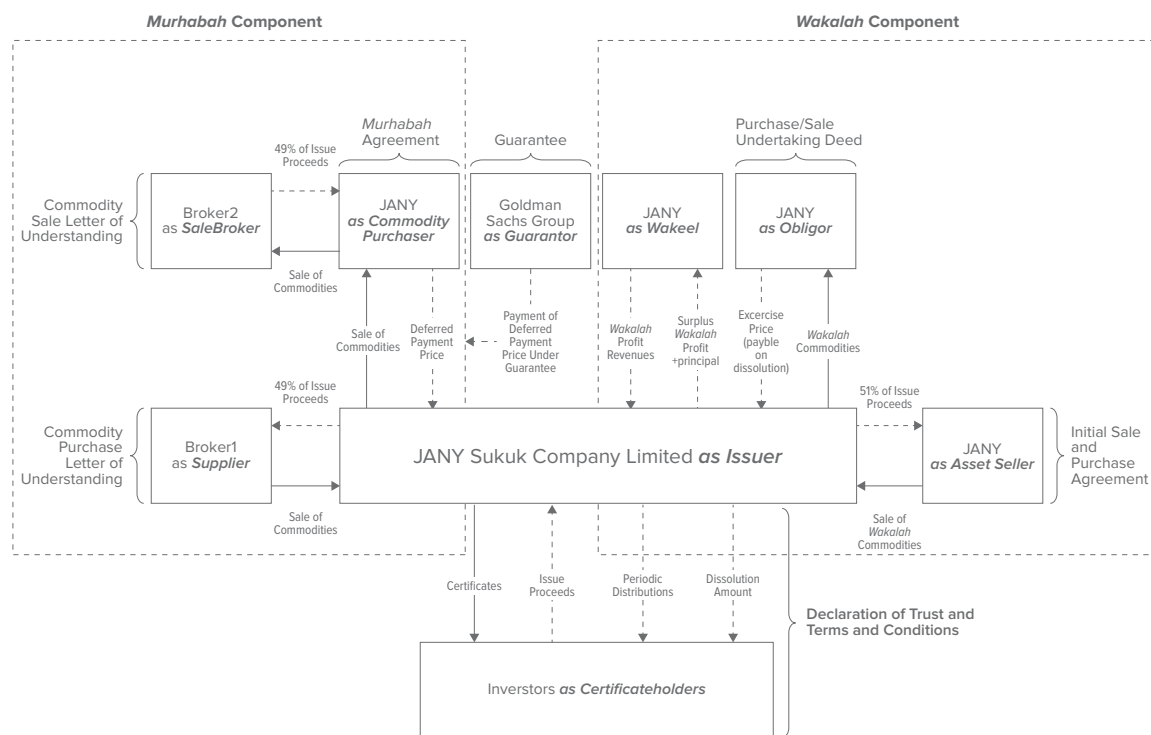 Murhabah Component
Wakalah Component
Murhabah
Agreement
Guarantee
Purchase/Sale
Undertaking Deed
49% of Issue
Proceeds
Commodity
Sale Letter of
Understanding
Broker2
as SaleBroker
JANY
as Commodity
Purchaser
Goldman
Sachs Group
as Guarantor
JANY
as Wakeel
JANY
as Obligor
Sale of
Commodities
Sale of
Commodities
Deferred
Payment
Price
Payment of
Deferred
Payment
Price Under
Guarantee
Wakalah
Profit
Revenues
Surplus
Wakalah
Profit
+principal
Excercise
Price
(payble
on
dissolution)
Wakalah
Commodities
49% of Issue
Proceeds
51% of Issue
Proceeds
Commodity
Purchase
Letter of
Understanding
Broker1
as Supplier
JANY Sukuk Company Limited as Issuer
JANY
as Asset Seller
Initial Sale
and
Purchase
Agreement
Sale of
Commodities
Sale of
Wakalah
Commodities
Certificates
Issue
Proceeds
Periodic
Distributions
Dissolution
Amount
Declaration of Trust and
Terms and Conditions
Inverstors as Certificateholders